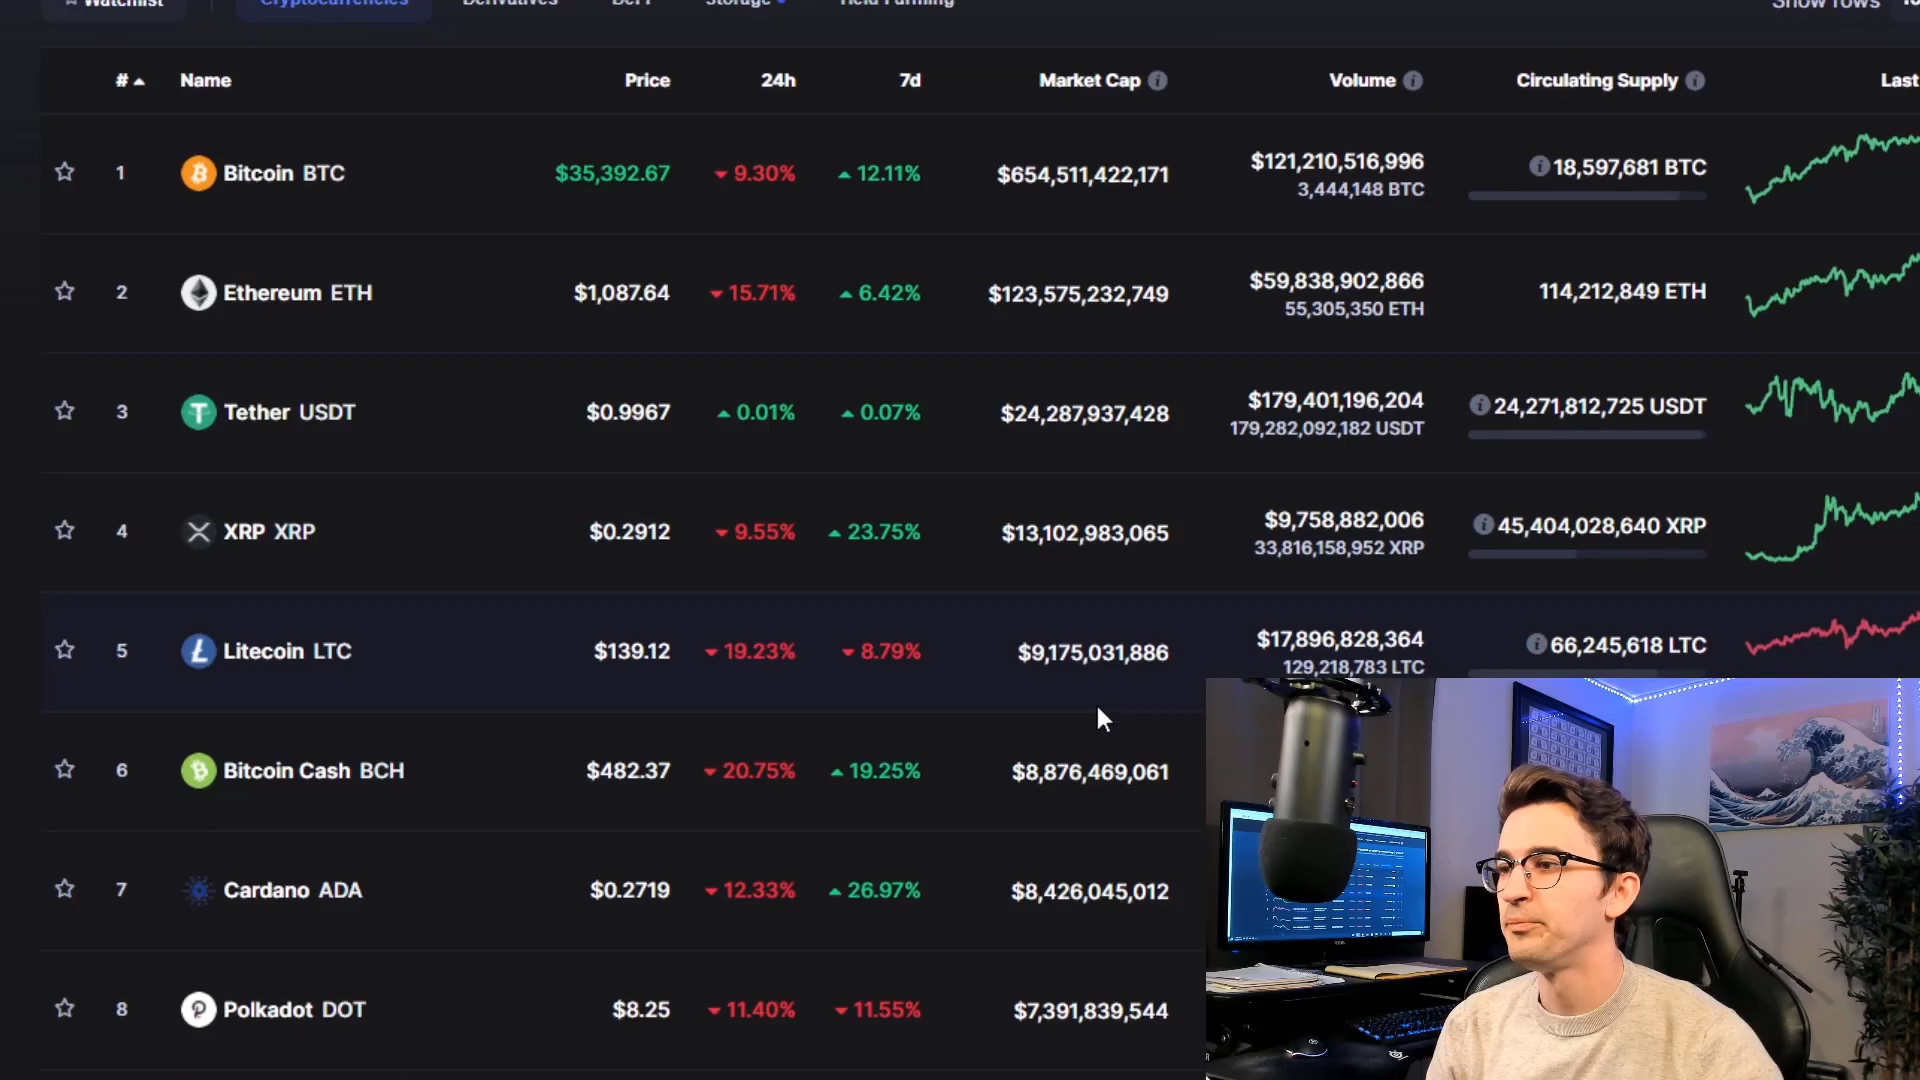 Watchlist Cryptocurrencies Derivatives DeFi Storage Yield Farming Show rows
# Name Price 24h 7d Market Cap Volume Circulating Supply Last
1 Bitcoin BTC $35,392.67 9.30% 12.11% $654,511,422,171 $121,210,516,996 18,597,681 BTC
3,444,148 BTC
2 Ethereum ETH $1,087.64 15.71% 6.42% $123,575,232,749 $59,838,902,866 114,212,849 ETH
55,305,350 ETH
3 Tether USDT $0.9967 0.01% 0.07% $24,287,937,428 $179,401,196,204 24,271,812,725 USDT
179,282,092,182 USDT
4 XRP XRP $0.2912 9.55% 23.75% $13,102,983,065 $9,758,882,006 45,404,028,640 XRP
33,816,158,952 XRP
5 Litecoin LTC $139.12 19.23% 8.79% $9,175,031,886 $17,896,828,364 66,245,618 LTC
129,218,783 LTC
6 Bitcoin Cash BCH $482.37 20.75% 19.25% $8,876,469,061
7 Cardano ADA $0.2719 12.33% 26.97% $8,426,045,012
8 Polkadot DOT $8.25 11.40% 11.55% $7,391,839,544